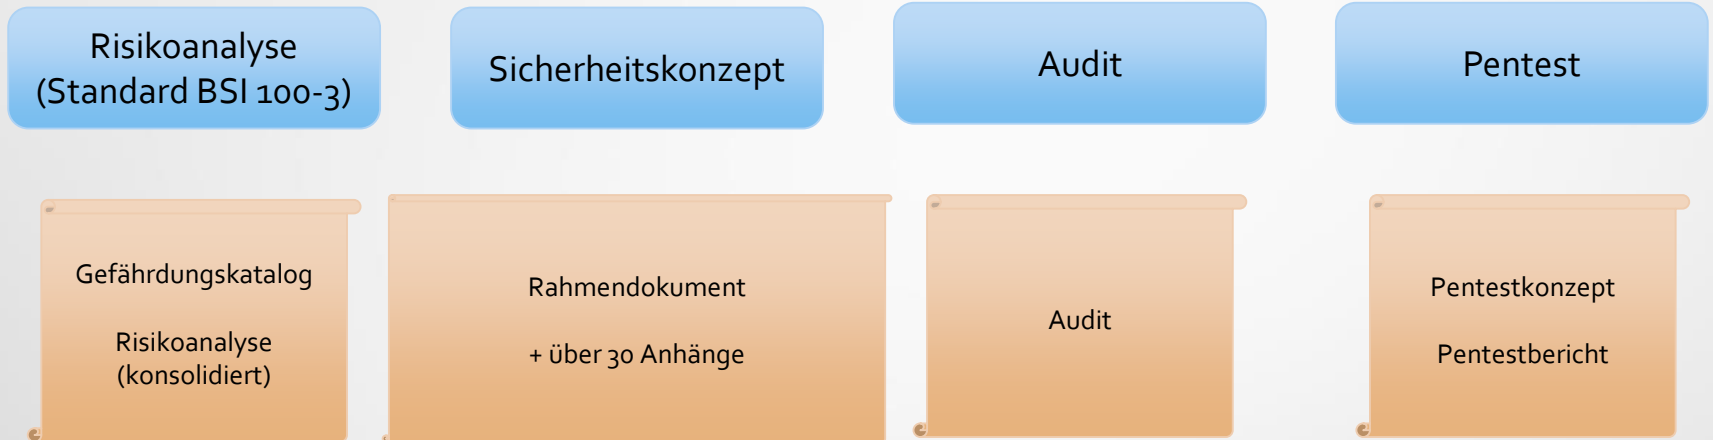 Risikoanalyse
(Standard BSI 100-3)
Sicherheitskonzept
Audit
Pentest
Gefährdungskatalog
Risikoanalyse
(konsolidiert)
Rahmendokument
+ über 30 Anhänge
Audit
Pentestkonzept
Pentestbericht